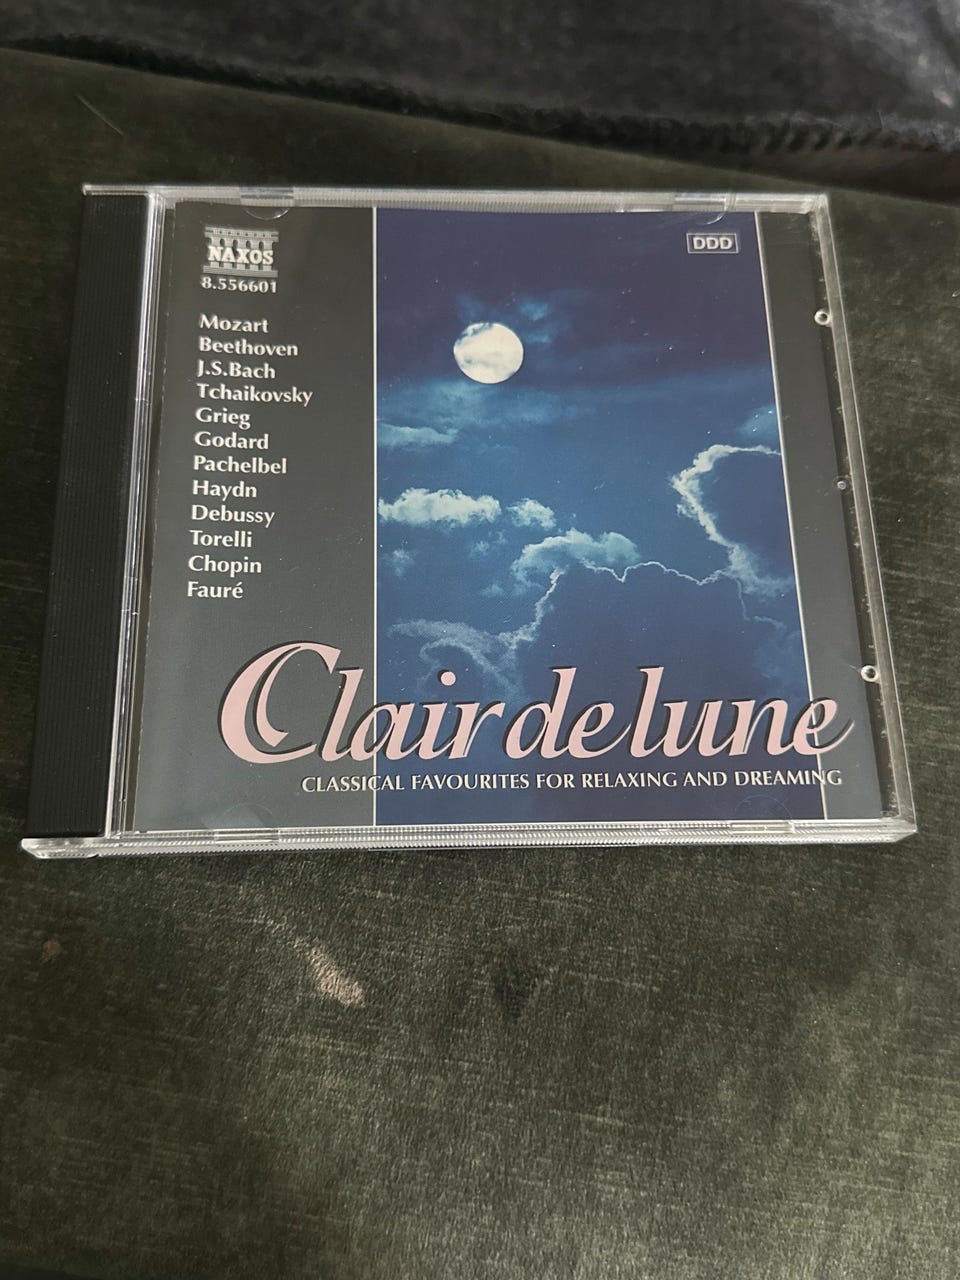 NAXOS
8.556601
DDD
Mozart
Beethoven
J.S.Bach
Tchaikovsky
Grieg
Godard
Pachelbel
Haydn
Debussy
Torelli
Chopin
Fauré
Clair de lune
CLASSICAL FAVOURITES FOR RELAXING AND DREAMING